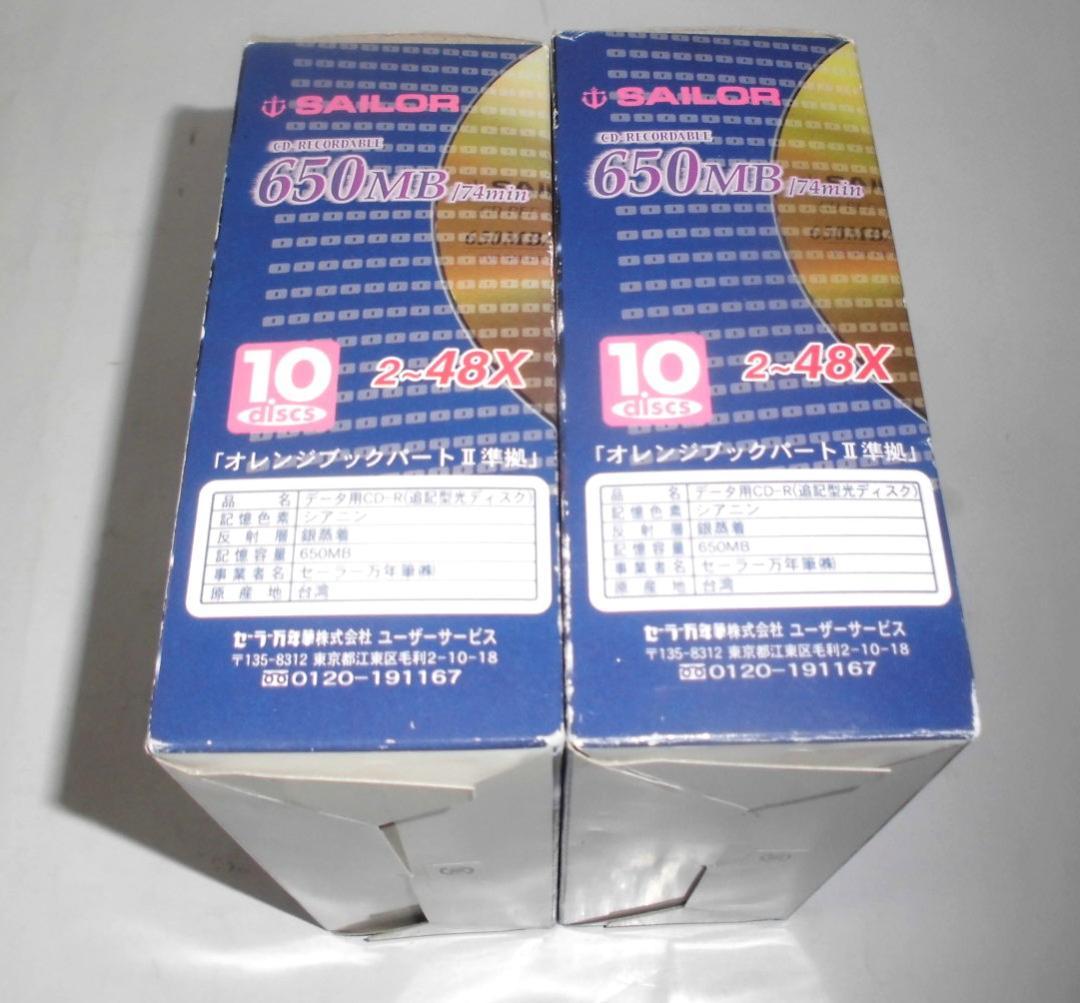 SAILOR
CD-RECORDABLE
650MB/74min
650MB
10
discs
2~48X
「オレンジブックパートⅡ準拠」
品名 データ用CD-R(追記型光ディスク)
記憶色素 シアニン
反射層 銀蒸着
記憶容量 650MB
事業者名 セーラー万年筆㈱
原産地 台湾
セーラー万年筆株式会社 ユーザーサービス
〒135-8312 東京都江東区毛利2-10-18
0120-191167
SAILOR
CD-RECORDABLE
650MB/74min
650MB
10
discs
2~48X
「オレンジブックパートⅡ準拠」
品名 データ用CD-R(追記型光ディスク)
記憶色素 シアニン
反射層 銀蒸着
記憶容量 650MB
事業者名 セーラー万年筆㈱
原産地 台湾
セーラー万年筆株式会社 ユーザーサービス
〒135-8312 東京都江東区毛利2-10-18
0120-191167